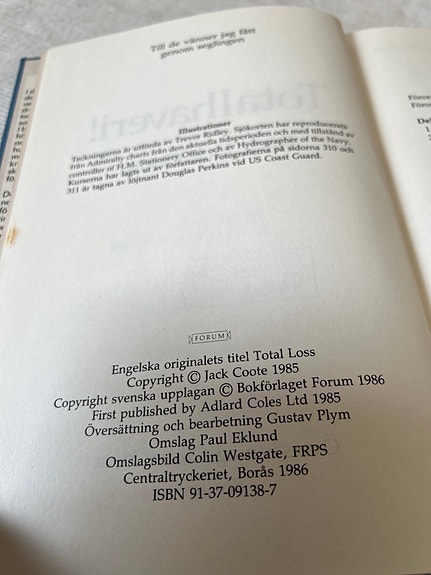 Till de vänner jag fått
genom seglingen
Totalhaveri!
Illustrationer
Teckningarna är utförda av Trevor Ridley. Sjökorten har reproducerats
från Admiralty charts från den aktuella tidsperioden och med tillstånd av
controller of H.M. Stationery Office och av Hydrographer of the Navy.
Kurserna har lagts ut av författaren. Fotografierna på sidorna 310 och
311 är tagna av löjtnant Douglas Perkins vid US Coast Guard.
FORUM
Engelska originalets titel Total Loss
Copyright © Jack Coote 1985
Copyright svenska upplagan © Bokförlaget Forum 1986
First published by Adlard Coles Ltd 1985
Översättning och bearbetning Gustav Plym
Omslag Paul Eklund
Omslagsbild Colin Westgate, FRPS
Centraltryckeriet, Borås 1986
ISBN 91-37-09138-7